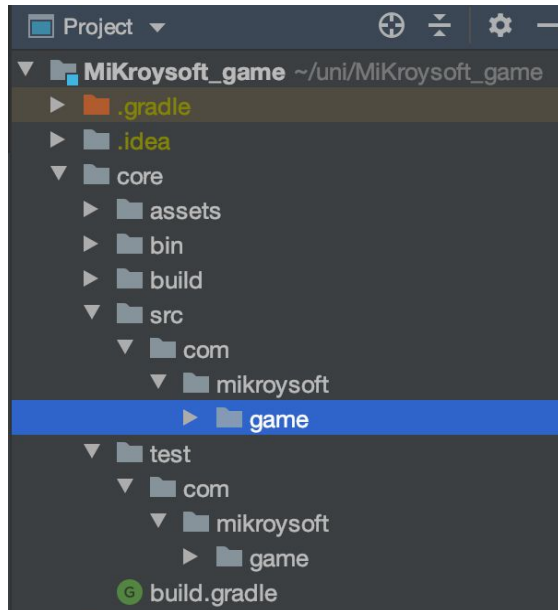 Project
MiKroysoft_game ~/uni/MiKroysoft_game
.gradle
.idea
core
assets
bin
build
src
com
mikroysoft
game
test
com
mikroysoft
game
G build.gradle